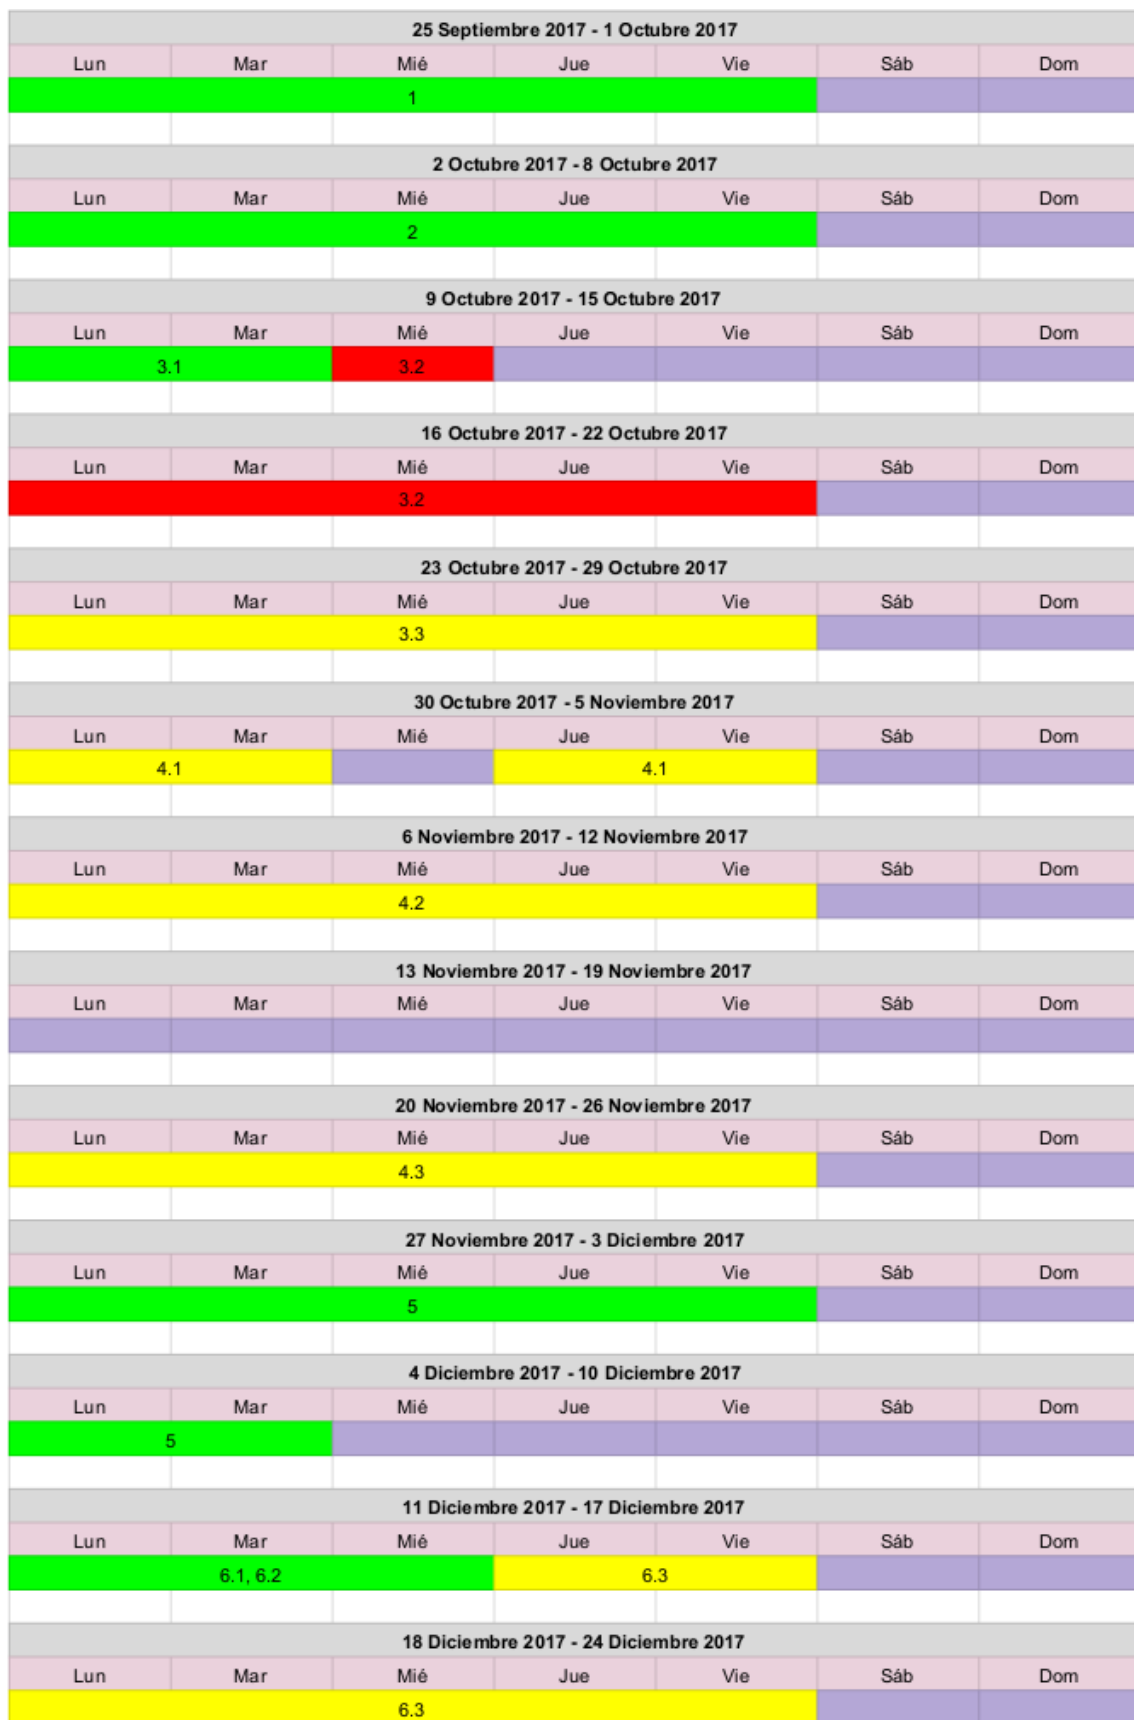 25 Septiembre 2017 - 1 Octubre 2017
Lun Mar Mié Jue Vie Sáb Dom
1
2 Octubre 2017 - 8 Octubre 2017
Lun Mar Mié Jue Vie Sáb Dom
2
9 Octubre 2017 - 15 Octubre 2017
Lun Mar Mié Jue Vie Sáb Dom
3.1 3.2
16 Octubre 2017 - 22 Octubre 2017
Lun Mar Mié Jue Vie Sáb Dom
3.2
23 Octubre 2017 - 29 Octubre 2017
Lun Mar Mié Jue Vie Sáb Dom
3.3
30 Octubre 2017 - 5 Noviembre 2017
Lun Mar Mié Jue Vie Sáb Dom
4.1 4.1
6 Noviembre 2017 - 12 Noviembre 2017
Lun Mar Mié Jue Vie Sáb Dom
4.2
13 Noviembre 2017 - 19 Noviembre 2017
Lun Mar Mié Jue Vie Sáb Dom
20 Noviembre 2017 - 26 Noviembre 2017
Lun Mar Mié Jue Vie Sáb Dom
4.3
27 Noviembre 2017 - 3 Diciembre 2017
Lun Mar Mié Jue Vie Sáb Dom
5
4 Diciembre 2017 - 10 Diciembre 2017
Lun Mar Mié Jue Vie Sáb Dom
5
11 Diciembre 2017 - 17 Diciembre 2017
Lun Mar Mié Jue Vie Sáb Dom
6.1, 6.2 6.3
18 Diciembre 2017 - 24 Diciembre 2017
Lun Mar Mié Jue Vie Sáb Dom
6.3